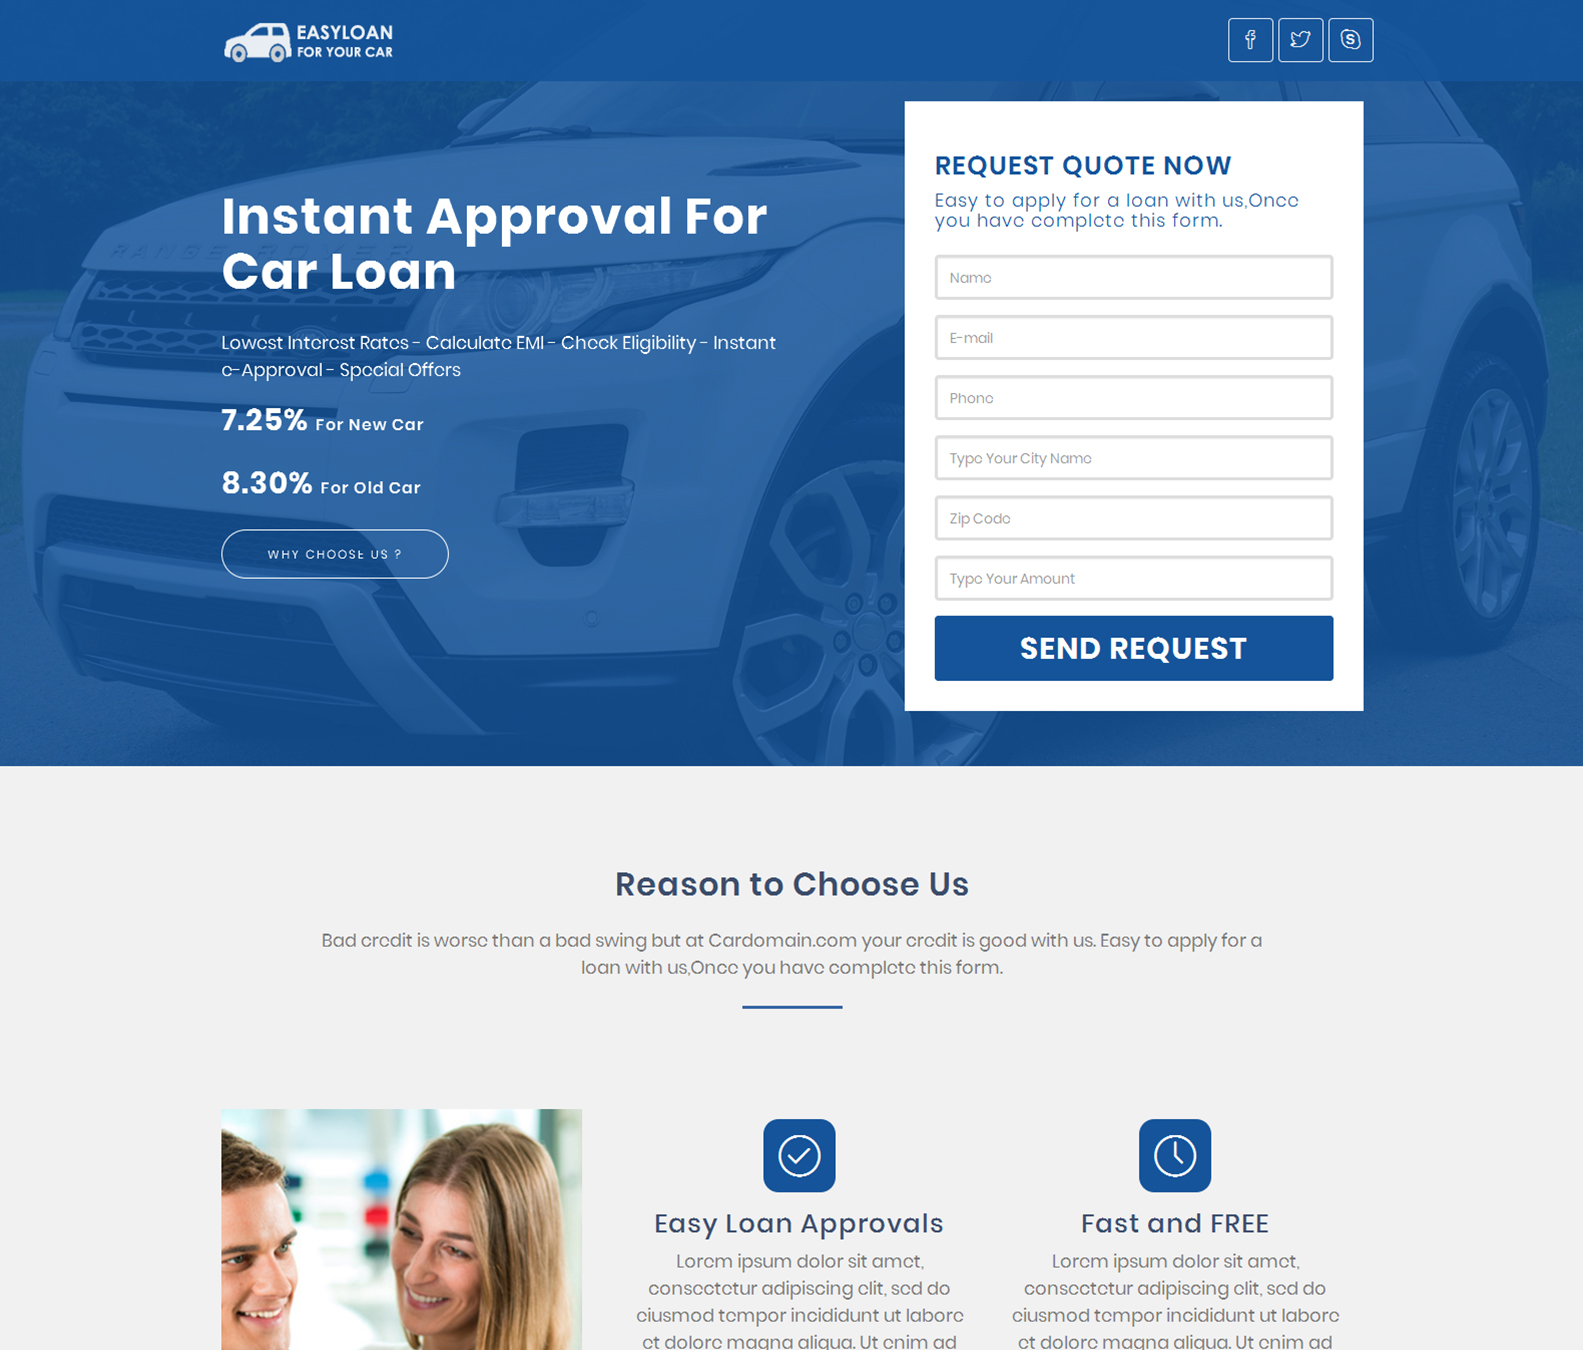 EASYLOAN
FOR YOUR CAR
RANGE ROVER
Instant Approval For
Car Loan
Lowest Interest Rates - Calculate EMI - Check Eligibility - Instant
e-Approval - Special Offers
7.25% For New Car
8.30% For Old Car
WHY CHOOSE US ?
REQUEST QUOTE NOW
Easy to apply for a loan with us,Once
you have complete this form.
Name
E-mail
Phone
Type Your City Name
Zip Code
Type Your Amount
SEND REQUEST
Reason to Choose Us
Bad credit is worse than a bad swing but at Cardomain.com your credit is good with us. Easy to apply for a
loan with us,Once you have complete this form.
Easy Loan Approvals
Lorem ipsum dolor sit amet,
consectetur adipiscing elit, sed do
eiusmod tempor incididunt ut labore
et dolore magna aliqua. Ut enim ad
Fast and FREE
Lorem ipsum dolor sit amet,
consectetur adipiscing elit, sed do
eiusmod tempor incididunt ut labore
et dolore magna aliqua. Ut enim ad